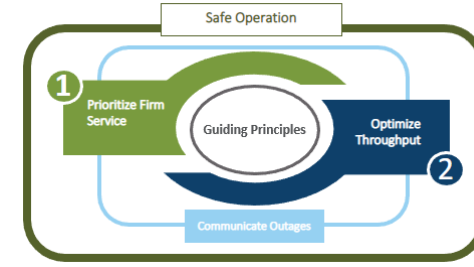 Safe Operation
1
Prioritize Firm
Service
Guiding Principles
Optimize
Throughput
2
Communicate Outages